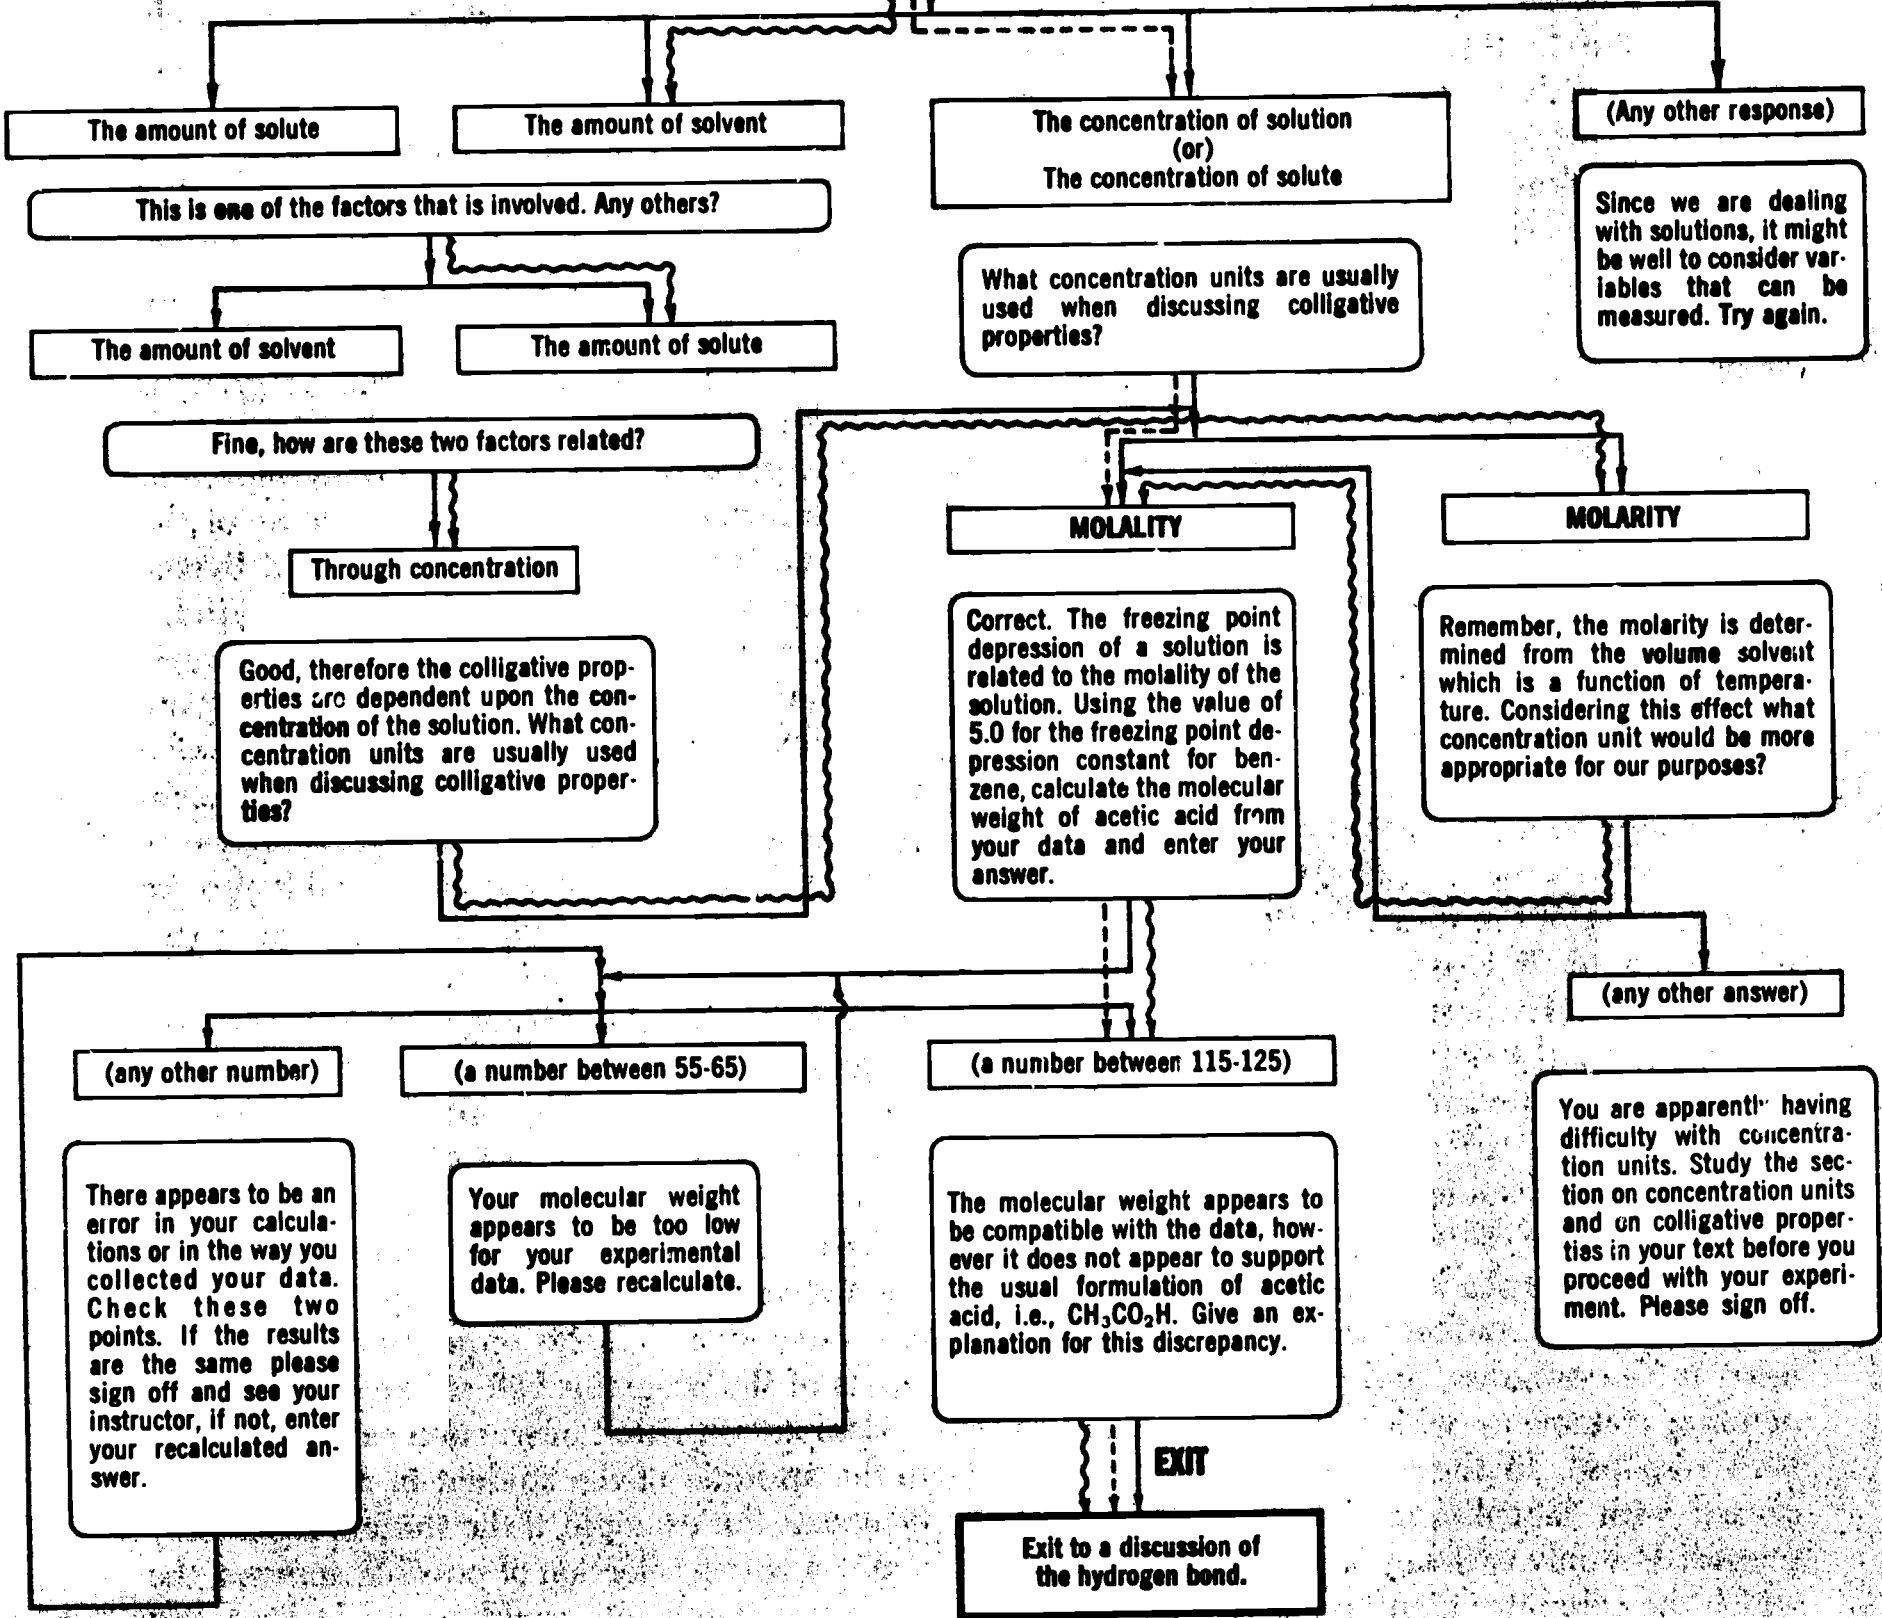 The amount of solute
The amount of solvent
The concentration of solution
(or)
The concentration of solute
(Any other response)
This is one of the factors that is involved. Any others?
Since we are dealing
with solutions, it might
be well to consider var-
iables that can be
measured. Try again.
What concentration units are usually
used when discussing colligative
properties?
The amount of solvent
The amount of solute
Fine, how are these two factors related?
Through concentration
MOLALITY
MOLARITY
Good, therefore the colligative prop-
erties are dependent upon the con-
centration of the solution. What con-
centration units are usually used
when discussing colligative proper-
ties?
Correct. The freezing point
depression of a solution is
related to the molality of the
solution. Using the value of
5.0 for the freezing point de-
pression constant for ben-
zene, calculate the molecular
weight of acetic acid from
your data and enter your
answer.
Remember, the molarity is deter-
mined from the volume solvent
which is a function of tempera-
ture. Considering this effect what
concentration unit would be more
appropriate for our purposes?
(any other answer)
(any other number)
(a number between 55-65)
(a number between 115-125)
There appears to be an
error in your calcula-
tions or in the way you
collected your data.
Check these two
points. If the results
are the same please
sign off and see your
instructor, if not, enter
your recalculated an-
swer.
Your molecular weight
appears to be too low
for your experimental
data. Please recalculate.
The molecular weight appears to
be compatible with the data, how-
ever it does not appear to support
the usual formulation of acetic
acid, i.e., CH₃CO₂H. Give an ex-
planation for this discrepancy.
You are apparently having
difficulty with concentra-
tion units. Study the sec-
tion on concentration units
and on colligative proper-
ties in your text before you
proceed with your experi-
ment. Please sign off.
EXIT
Exit to a discussion of
the hydrogen bond.